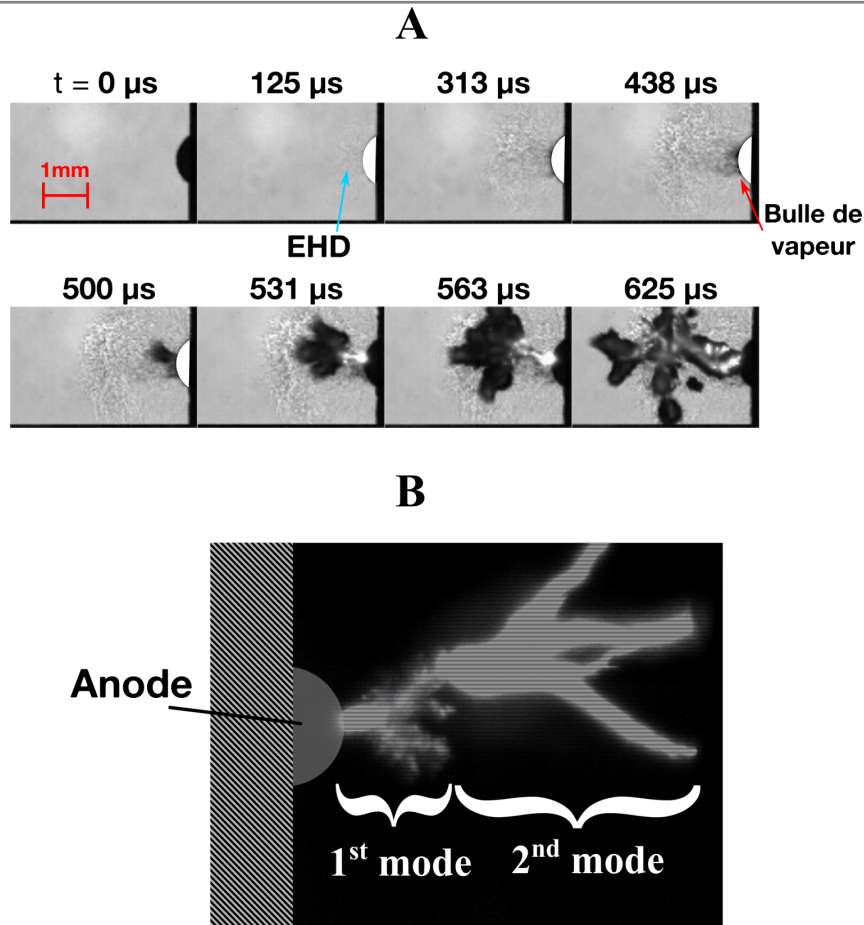 A
t = 0 µs
125 µs
313 µs
438 µs
1mm
EHD
Bulle de
vapeur
500 µs
531 µs
563 µs
625 µs
B
Anode
1st mode
2nd mode